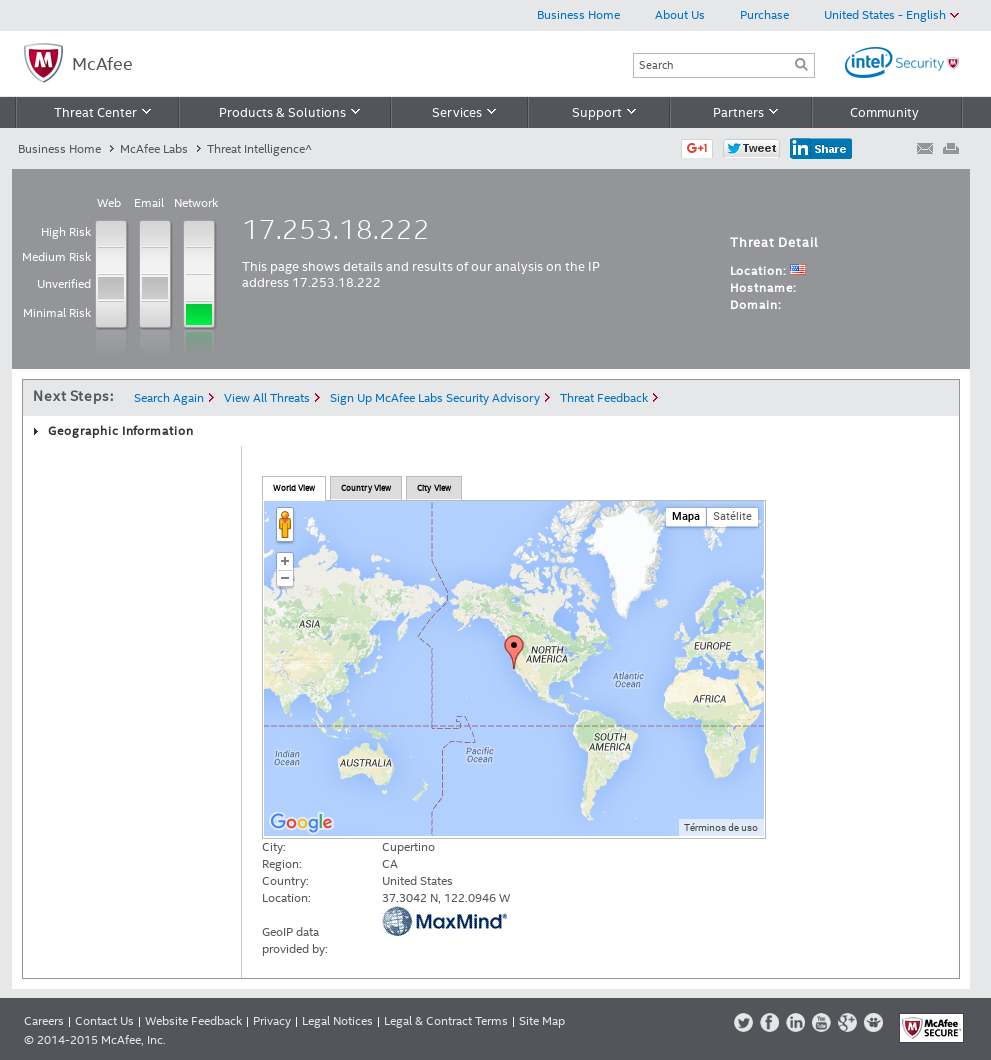 Business Home About Us Purchase United States - English
M McAfee Search intel Security
Threat Center Products & Solutions Services Support Partners Community
Business Home McAfee Labs Threat Intelligence^ G+1 Tweet in Share
Web Email Network
High Risk
Medium Risk
Unverified
Minimal Risk
17.253.18.222
This page shows details and results of our analysis on the IP
address 17.253.18.222
Threat Detail
Location:
Hostname:
Domain:
Next Steps: Search Again View All Threats Sign Up McAfee Labs Security Advisory Threat Feedback
Geographic Information
World View Country View City View
Mapa Satélite
+
−
ASIA
NORTH
AMERICA
EUROPE
Atlantic
Ocean
AFRICA
SOUTH
AMERICA
Indian
Ocean
AUSTRALIA
Pacific
Ocean
Google
Términos de uso
City: Cupertino
Region: CA
Country: United States
Location: 37.3042 N, 122.0946 W
MaxMind®
GeoIP data
provided by:
Careers | Contact Us | Website Feedback | Privacy | Legal Notices | Legal & Contract Terms | Site Map
© 2014-2015 McAfee, Inc.
You Tube
McAfee SECURE™